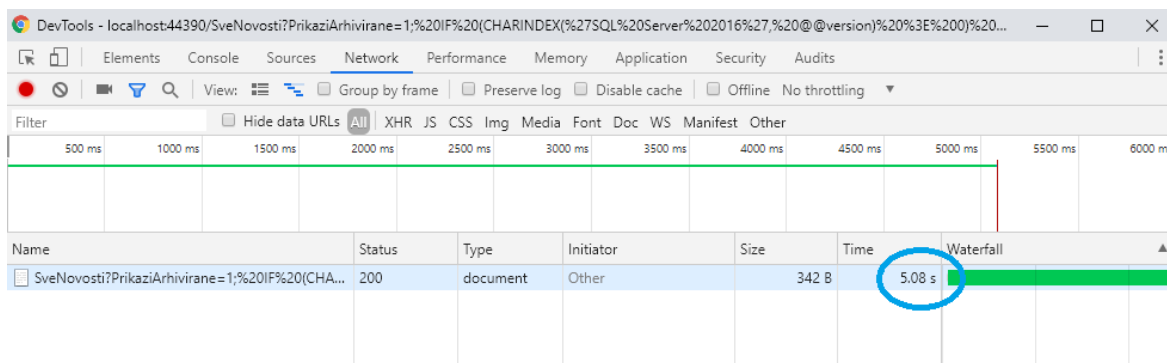 DevTools - localhost:44390/SveNovosti?PrikaziArhivirane=1;%20IF%20(CHARINDEX(%27SQL%20Server%202016%27,%20@@version)%20%3E%200)%20...
Elements Console Sources Network Performance Memory Application Security Audits
View: Group by frame Preserve log Disable cache Offline No throttling
Filter Hide data URLs All XHR JS CSS Img Media Font Doc WS Manifest Other
500 ms 1000 ms 1500 ms 2000 ms 2500 ms 3000 ms 3500 ms 4000 ms 4500 ms 5000 ms 5500 ms 6000 m
Name Status Type Initiator Size Time Waterfall
SveNovosti?PrikaziArhivirane=1;%20IF%20(CHA... 200 document Other 342 B 5.08 s